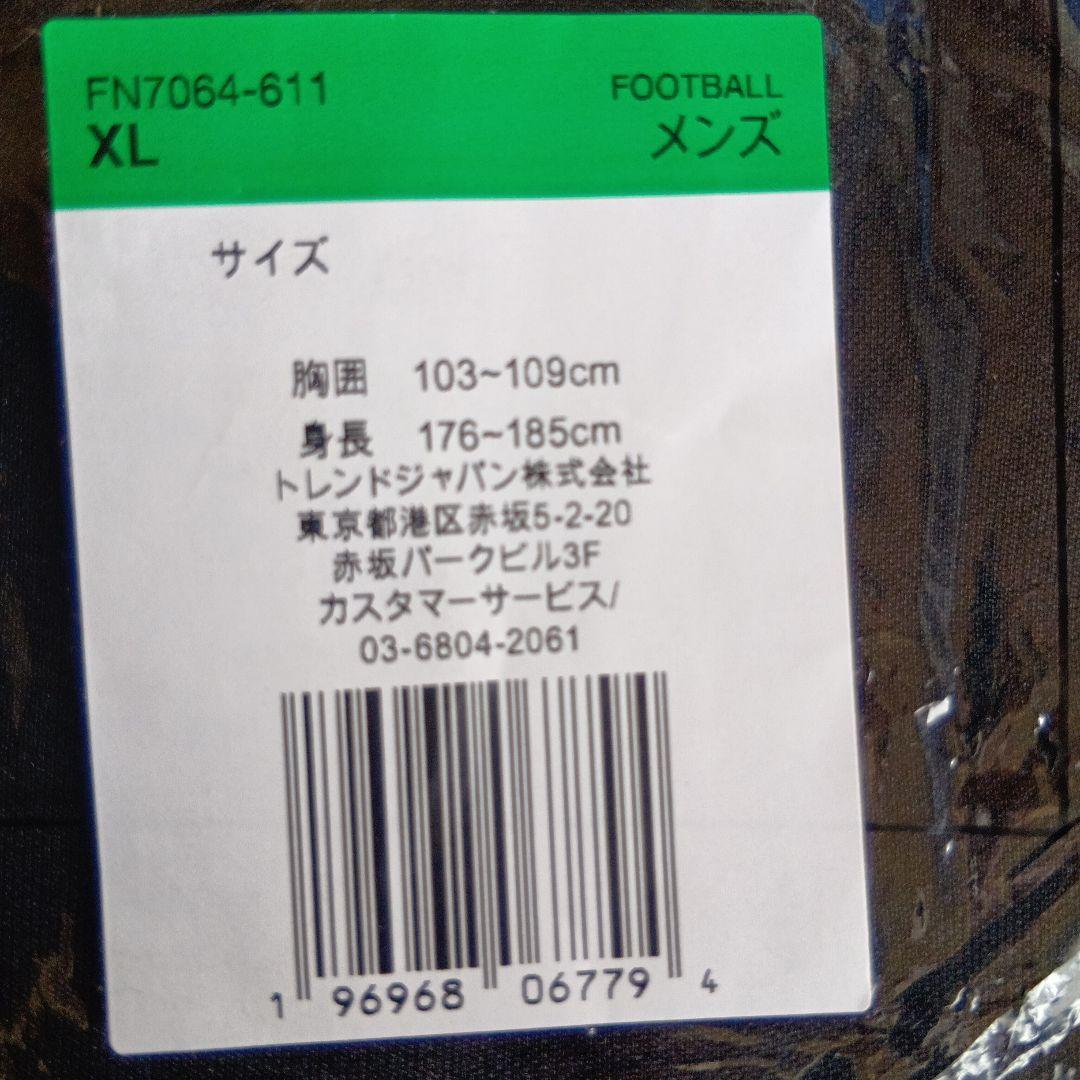 FN7064-611
FOOTBALL
XL
メンズ
サイズ
胸囲 103~109cm
身長 176~185cm
トレンドジャパン株式会社
東京都港区赤坂5-2-20
赤坂パークビル3F
カスタマーサービス/
03-6804-2061
1 96968 06779 4